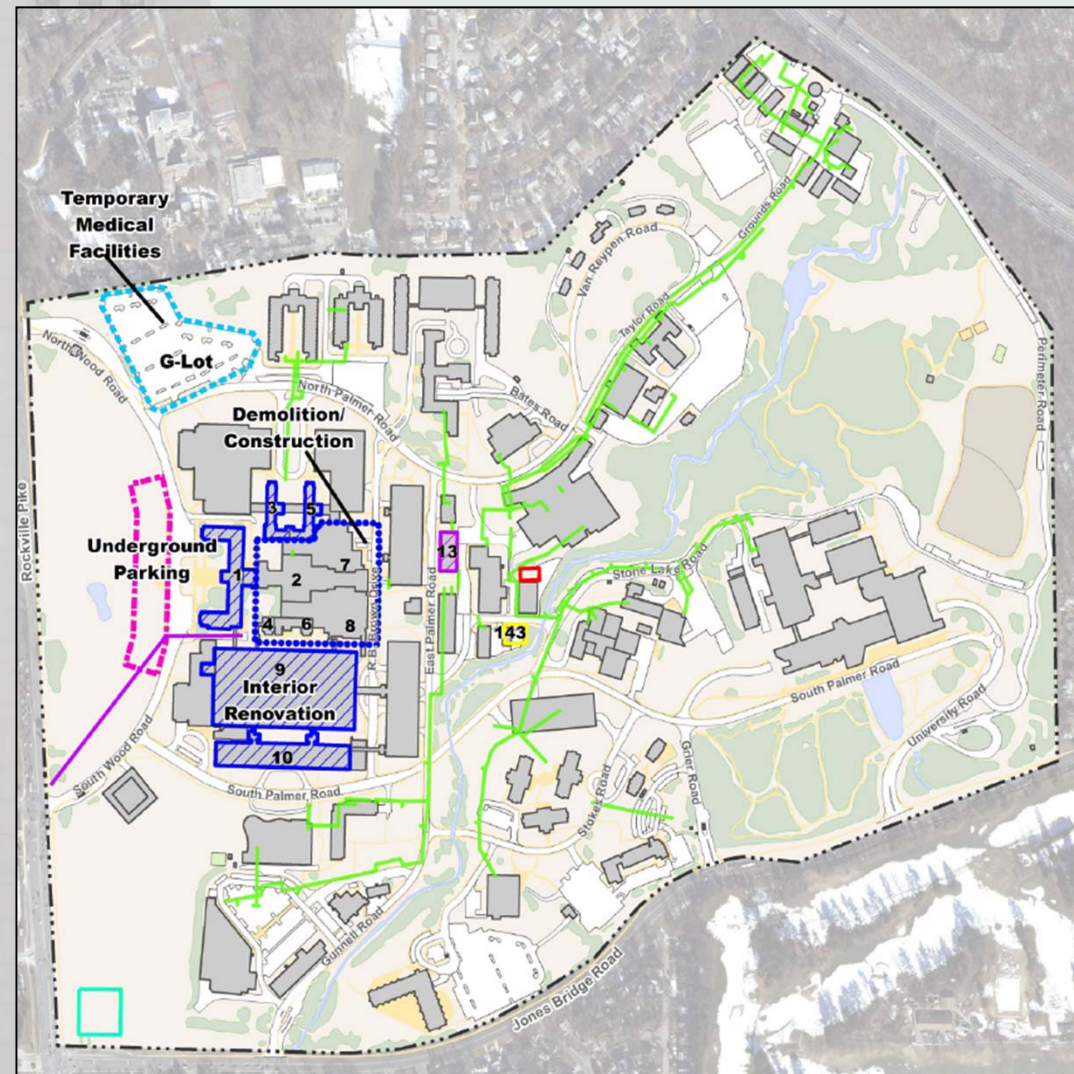 Temporary
Medical
Facilities
G-Lot
North Wood Road
Van Reypen Road
Grounds Road
Taylor Road
Perimeter Road
North Palmer Road
Bates Road
Demolition/
Construction
Rockville Pike
3
5
Underground
Parking
1
2
7
13
4
6
8
R.B. Brown Drive
East Palmer Road
Stone Lake Road
143
9
Interior
Renovation
10
South Wood Road
South Palmer Road
South Palmer Road
University Road
Grier Road
Stokes Road
Gunnell Road
Jones Bridge Road